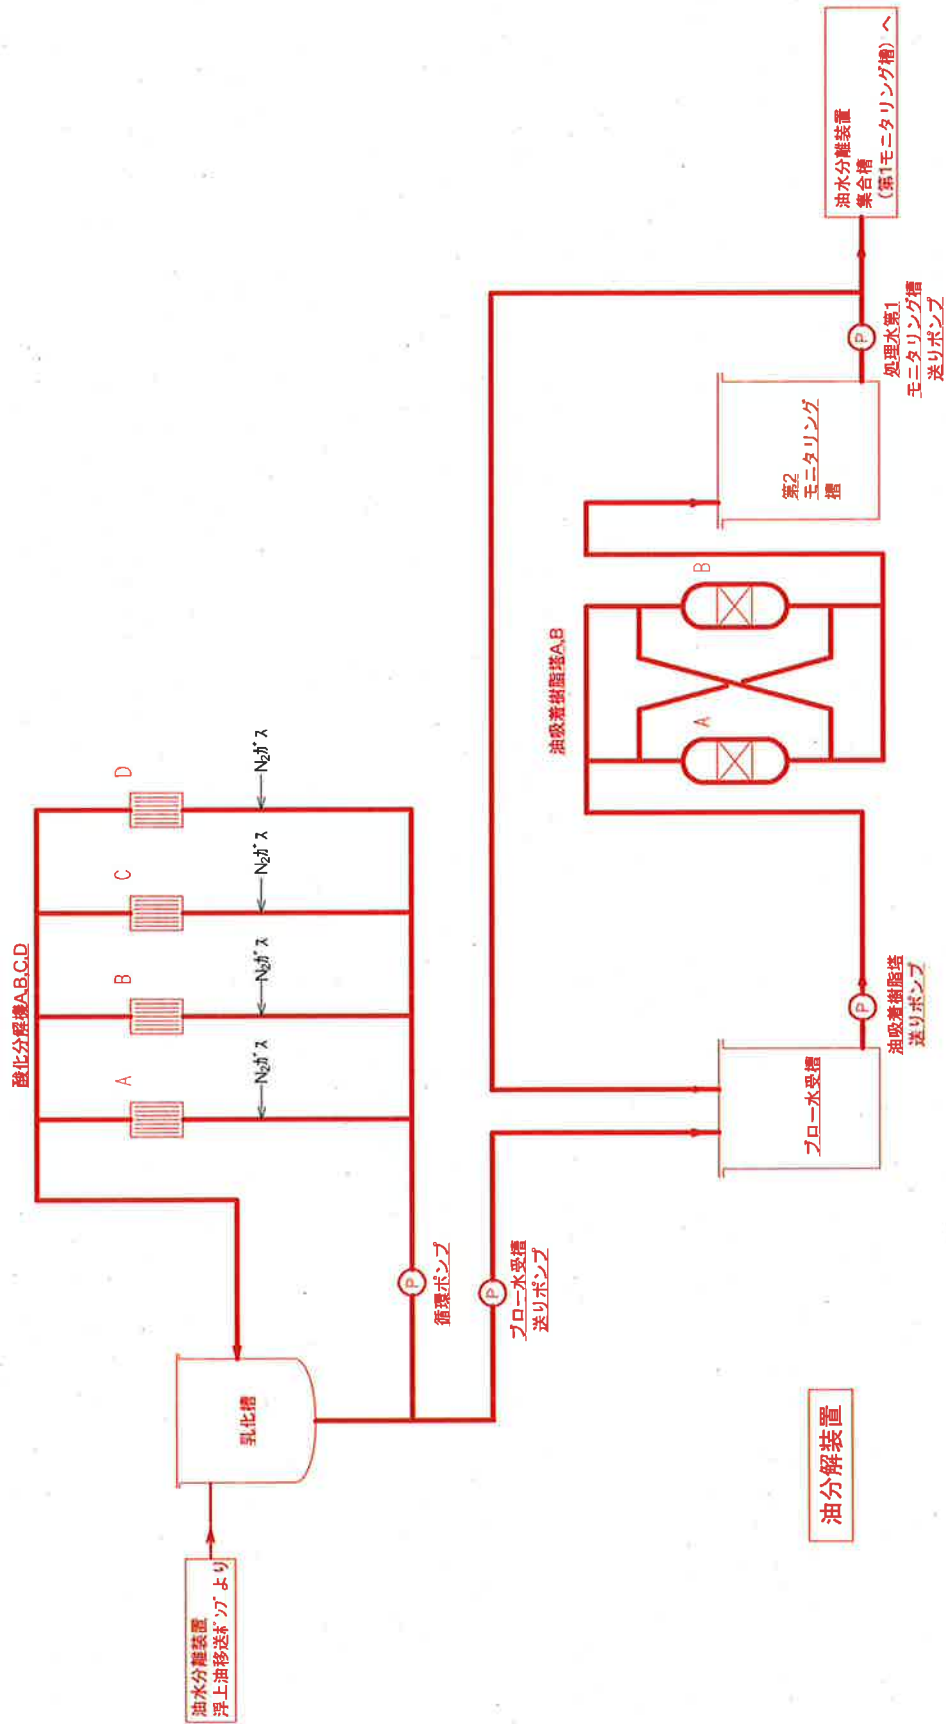 油水分離装置
浮上油移送ﾎﾟﾝﾌﾟより
乳化槽
酸化分解機A,B,C,D
A
B
C
D
N₂ｶﾞｽ
N₂ｶﾞｽ
N₂ｶﾞｽ
N₂ｶﾞｽ
循環ポンプ
ブロー水受槽
送りポンプ
ブロー水受槽
油吸着樹脂塔
送りポンプ
油吸着樹脂塔A,B
A
B
第2
モニタリング
槽
P
P
P
P
処理水第1
モニタリング槽
送りポンプ
油水分離装置
集合槽
(第1モニタリング槽) へ
油分解装置